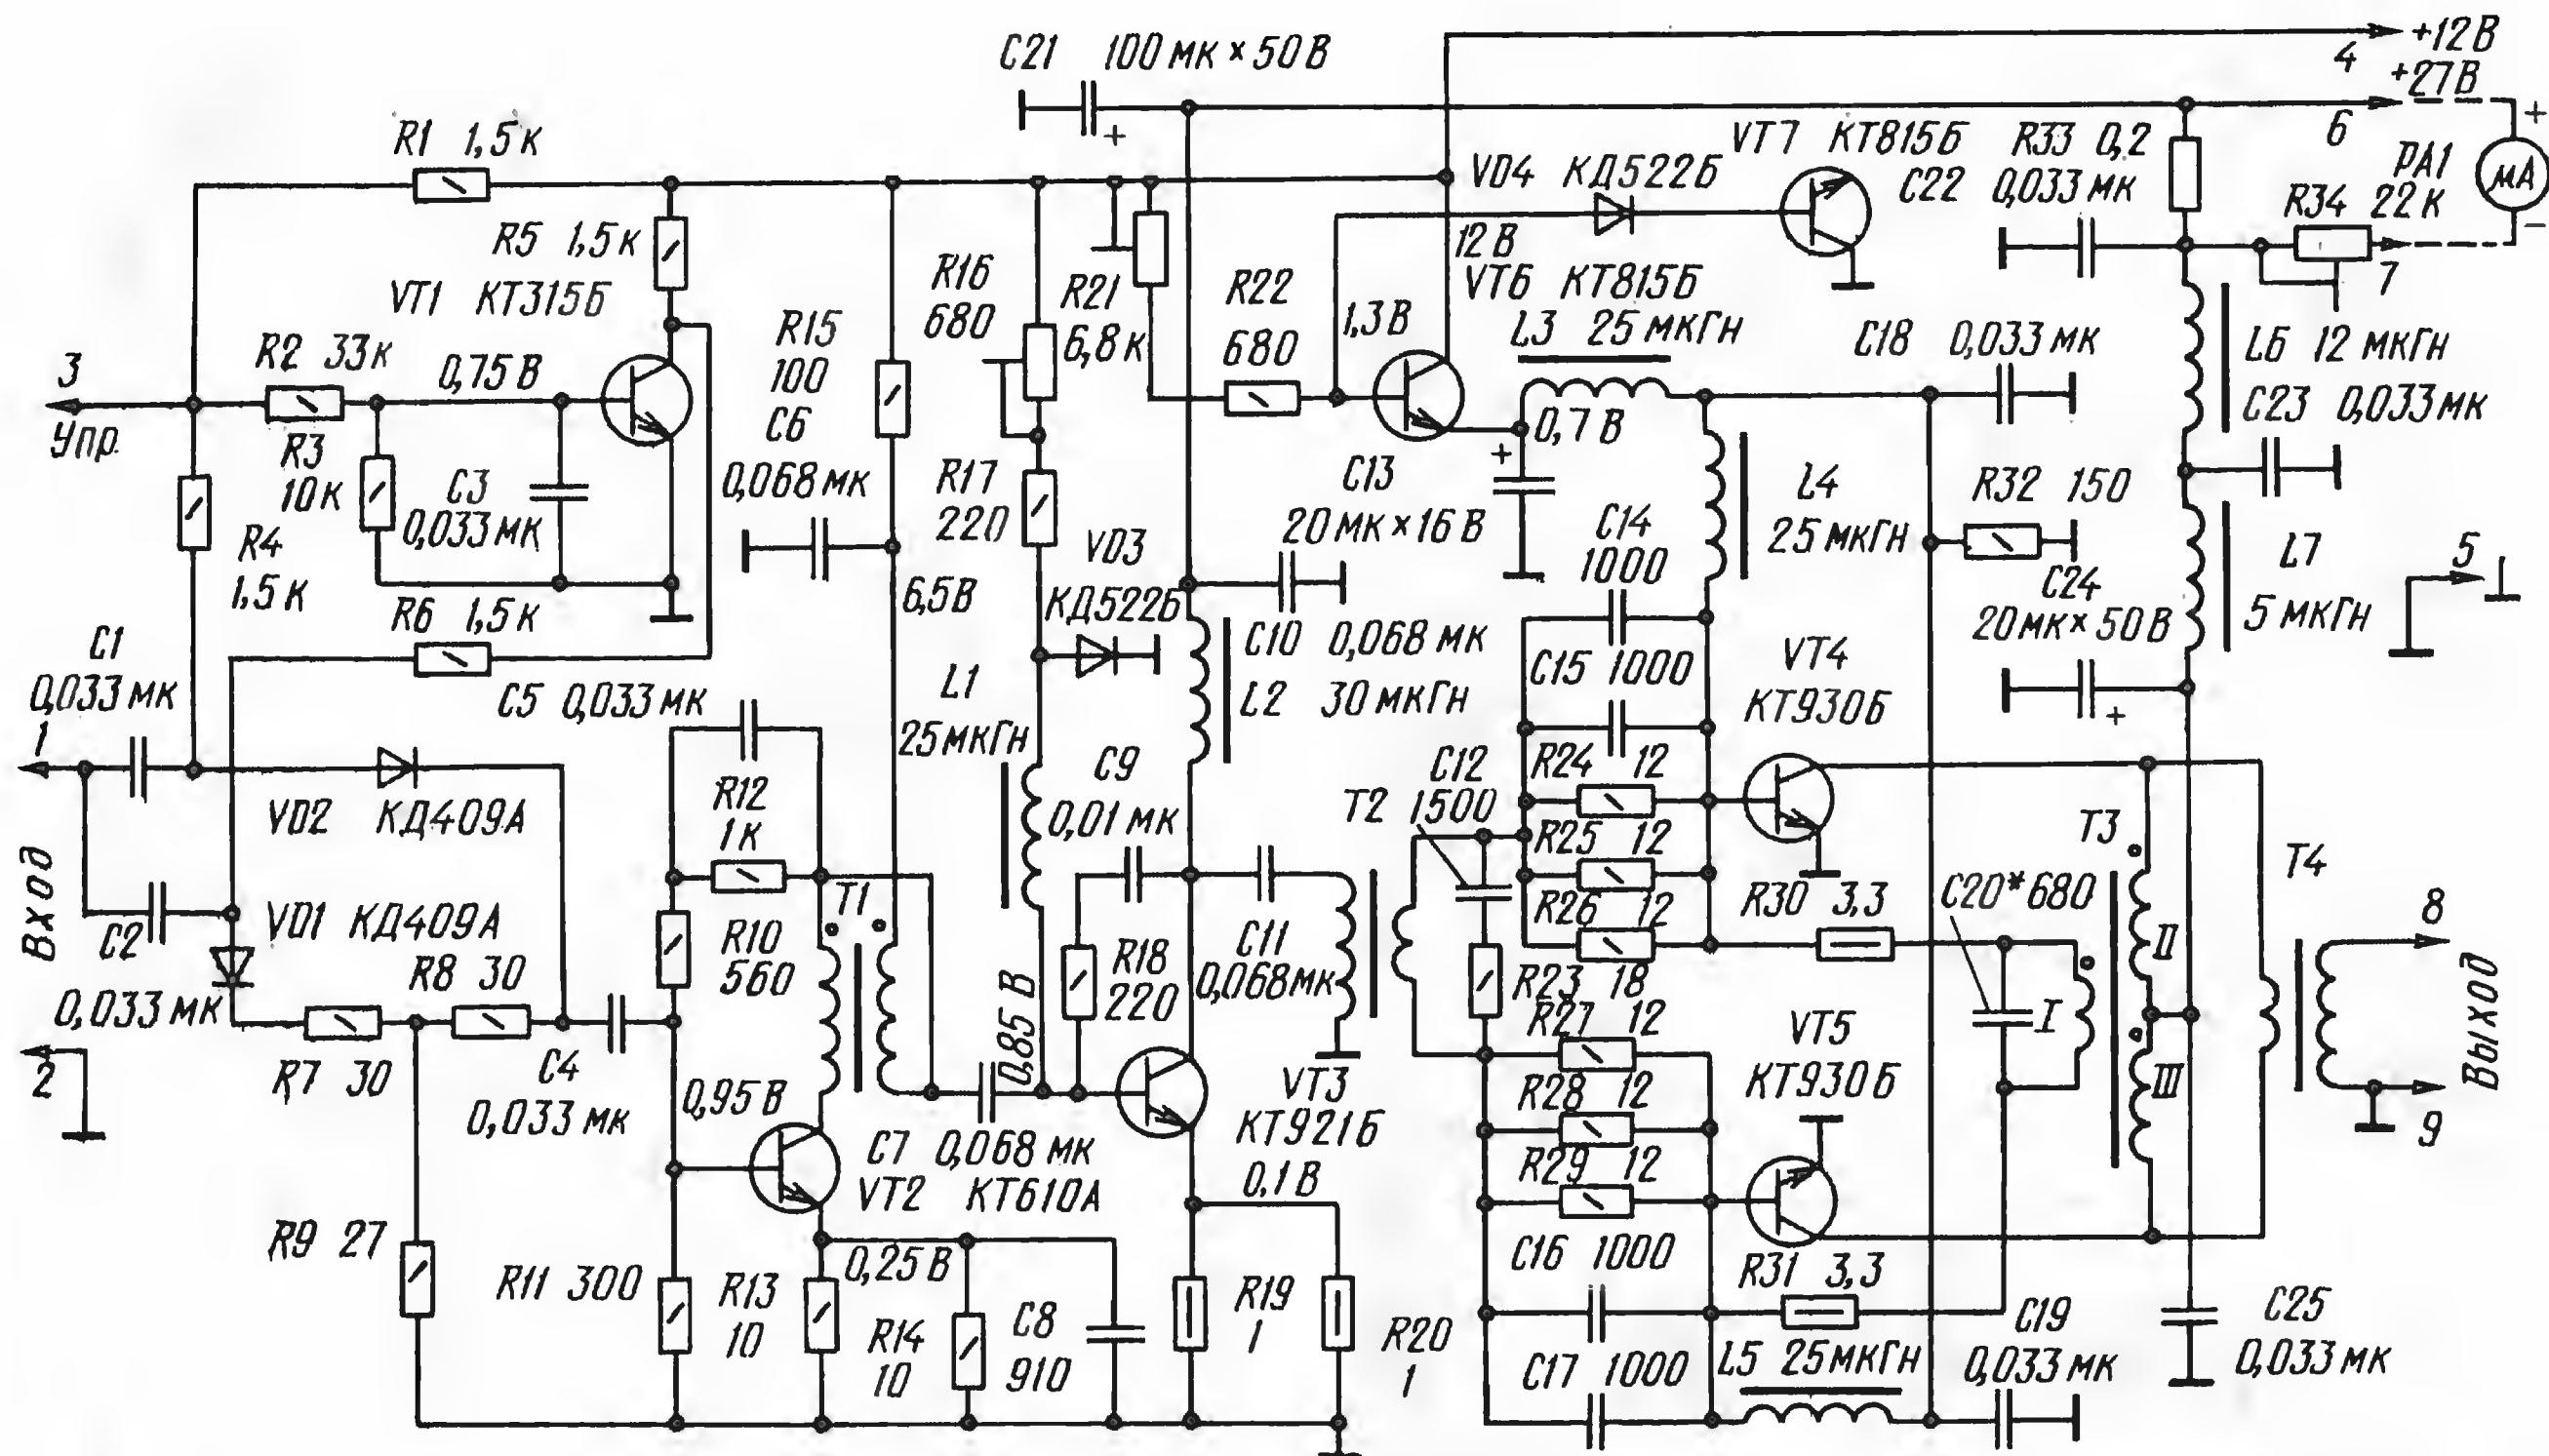 C21 100 мк × 50 В
+12В
4
+27В
6
R1 1,5 к
R5 1,5 к
VT1 КТ315Б
R2 33к
0,75 В
3
Упр.
R3
10 к
C3
0,033 мк
R4
1,5 к
R6 1,5 к
C1
0,033 мк
1
C5 0,033 мк
VD2 КД409А
Вход
C2
0,033 мк
VD1 КД409А
R8 30
R7 30
2
C4
0,033 мк
R9 27
R12
1 к
R10
560
T1
0,95 В
R11 300
R13
10
R14
10
C8
910
0,25 В
VT2 КТ610А
C7 0,068 мк
R15
100
C6
0,068 мк
6,5 В
R16
680
R17
220
R21
6,8 к
VD3
КД522Б
L1
25 мкГн
C9
0,01 мк
0,85 В
R18
220
C11
0,068 мк
VT3
КТ921Б
0,1 В
R19
1
R20
1
R22
680
1,3 В
VD4 КД522Б
12 В
VT7 КТ815Б
VT6 КТ815Б
L3 25 мкГн
0,7 В
C13
20 мк × 16 В
C10 0,068 мк
L2 30 мкГн
C14
1000
C15 1000
L4
25 мкГн
T2
C12
1500
R24 12
R25 12
R26 12
R23 18
R27 12
R28 12
R29 12
C16 1000
C17 1000
VT4
КТ930Б
R30 3,3
VT5
КТ930Б
R31 3,3
L5 25 мкГн
C19
0,033 мк
C20* 680
I
II
III
T3
T4
C22
0,033 мк
R33 0,2
R34 22 к
PA1
мА
+
−
7
C18 0,033 мк
L6 12 мкГн
C23 0,033 мк
R32 150
L7
5 мкГн
5
C24
20 мк × 50 В
8
Выход
9
C25
0,033 мк